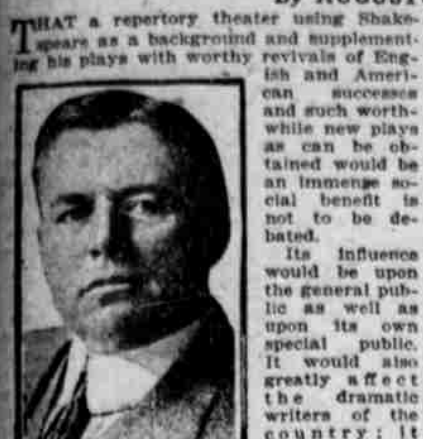 By AUGUST
THAT a repertory theater using Shake-
speare as a background and supplement-
ing his plays with worthy revivals of Eng-
lish and Ameri-
can successes
and such worth-
while new plays
as can be ob-
tained would be
an immense so-
cial benefit is
not to be de-
bated.
Its influence
would be upon
the general pub-
lic as well as
upon its own
special public.
It would also
greatly affect
the dramatic
writers of the
country; it